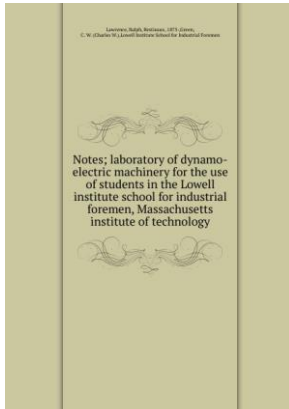 Lawrence, Ralph, Restieaux, 1873-,Green,
C. W. (Charles W.),Lowell Institute School for Industrial Foremen
Notes; laboratory of dynamo-
electric machinery for the use
of students in the Lowell
institute school for industrial
foremen, Massachusetts
institute of technology